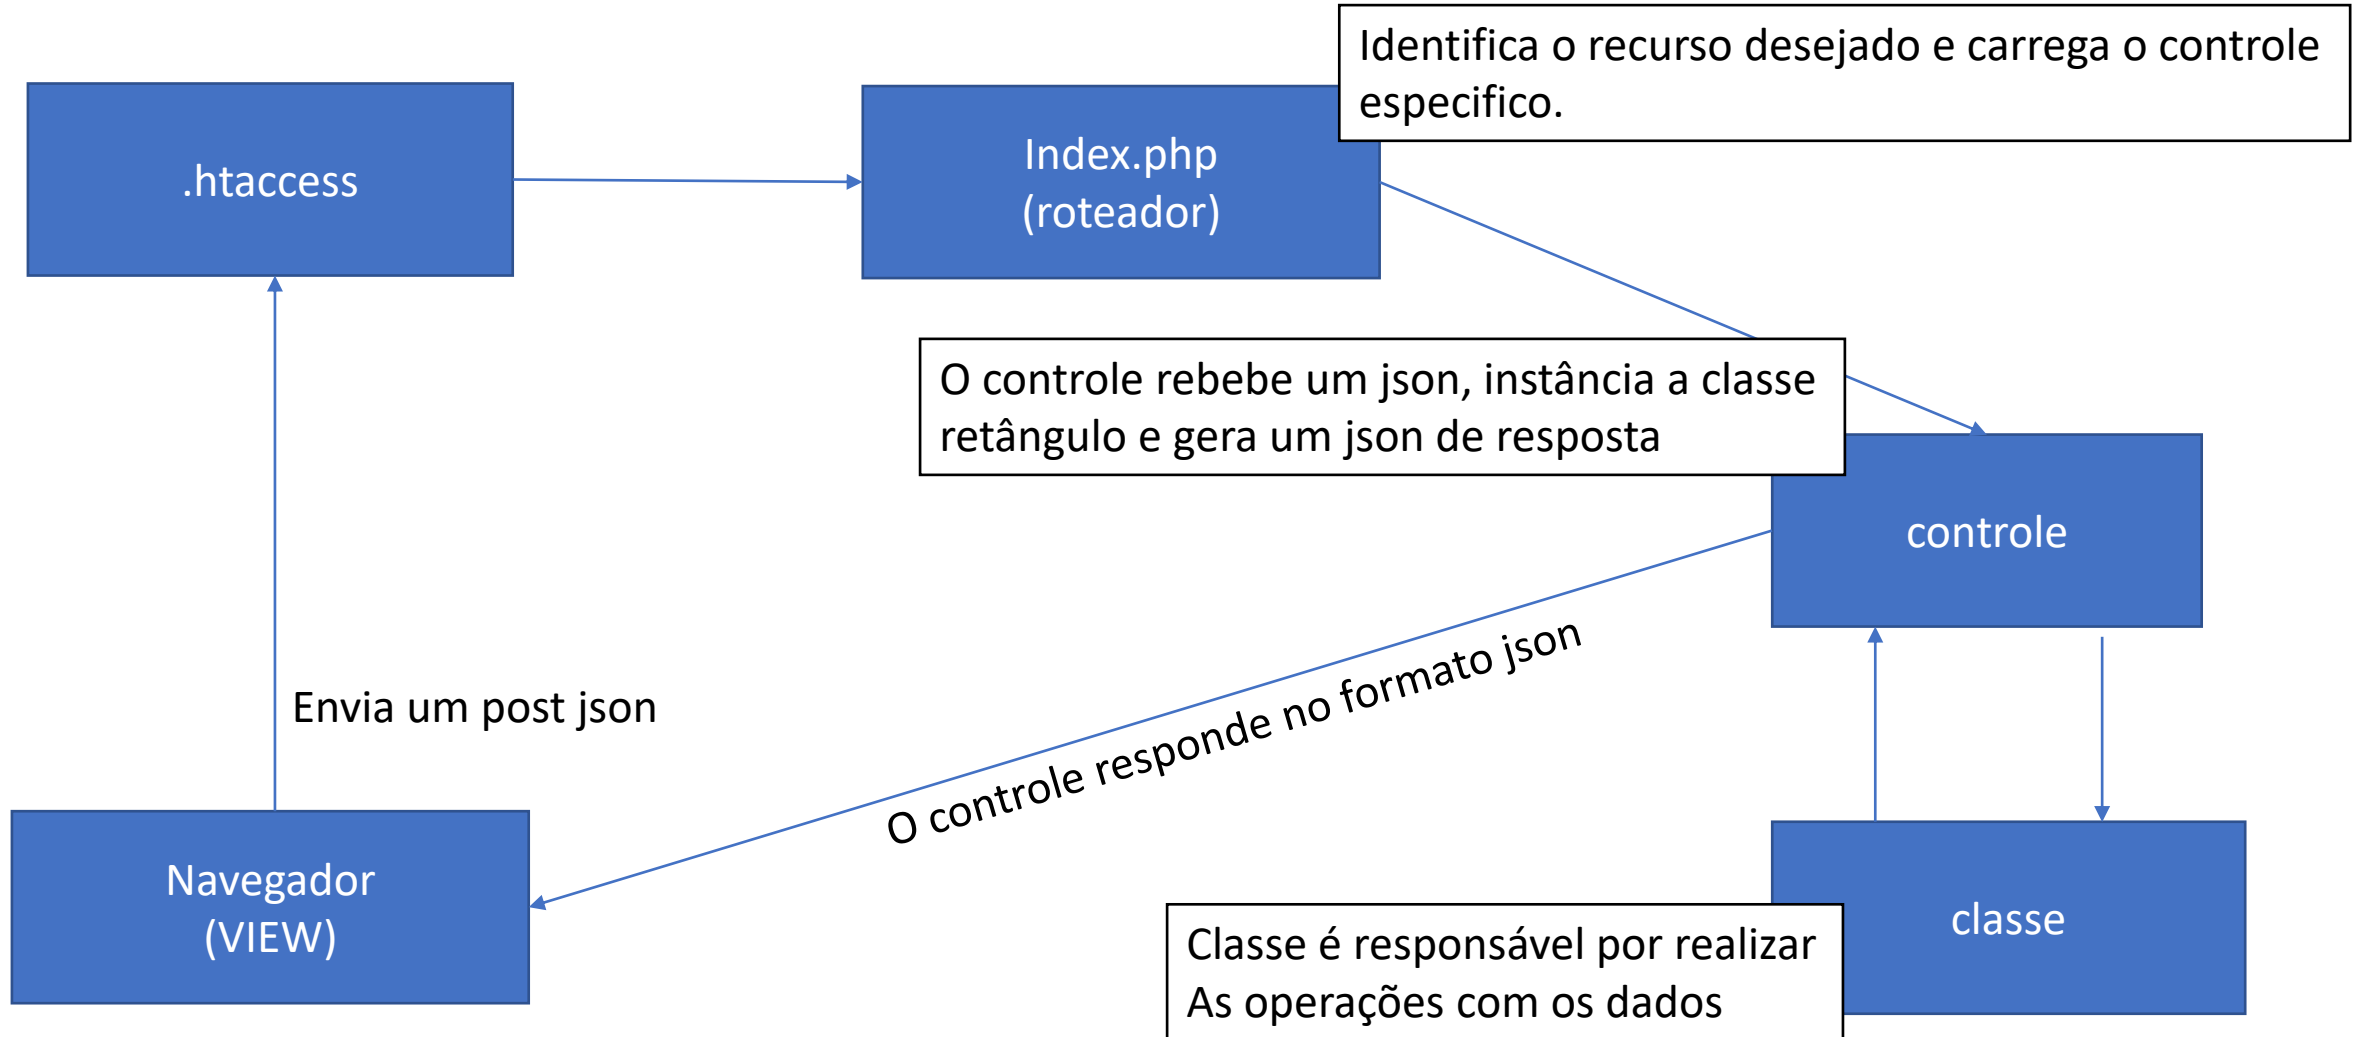 Identifica o recurso desejado e carrega o controle
especifico.
.htaccess
Index.php
(roteador)
O controle rebebe um json, instância a classe
retângulo e gera um json de resposta
controle
O controle responde no formato json
Envia um post json
Navegador
(VIEW)
classe
Classe é responsável por realizar
As operações com os dados